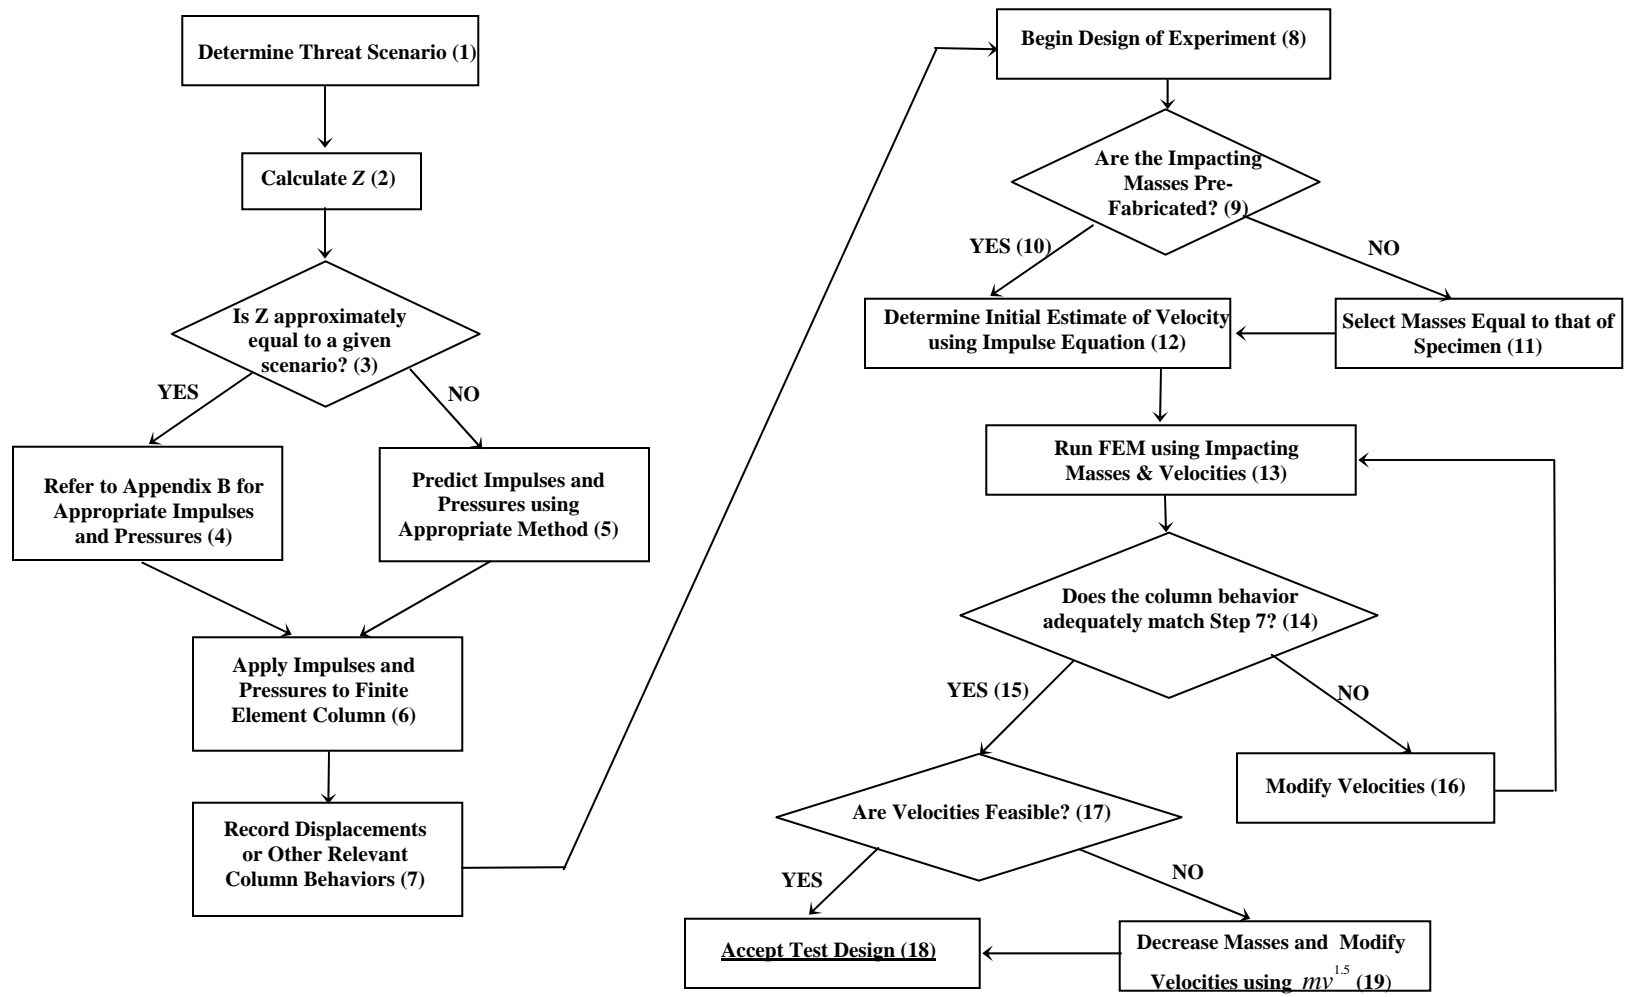 Determine Threat Scenario (1)
Calculate Z (2)
Is Z approximately
equal to a given
scenario? (3)
YES
NO
Refer to Appendix B for
Appropriate Impulses
and Pressures (4)
Predict Impulses and
Pressures using
Appropriate Method (5)
Apply Impulses and
Pressures to Finite
Element Column (6)
Record Displacements
or Other Relevant
Column Behaviors (7)
Begin Design of Experiment (8)
Are the Impacting
Masses Pre-
Fabricated? (9)
YES (10)
NO
Determine Initial Estimate of Velocity
using Impulse Equation (12)
Select Masses Equal to that of
Specimen (11)
Run FEM using Impacting
Masses & Velocities (13)
Does the column behavior
adequately match Step 7? (14)
YES (15)
NO
Modify Velocities (16)
Are Velocities Feasible? (17)
YES
NO
Accept Test Design (18)
Decrease Masses and Modify
Velocities using mv^1.5 (19)